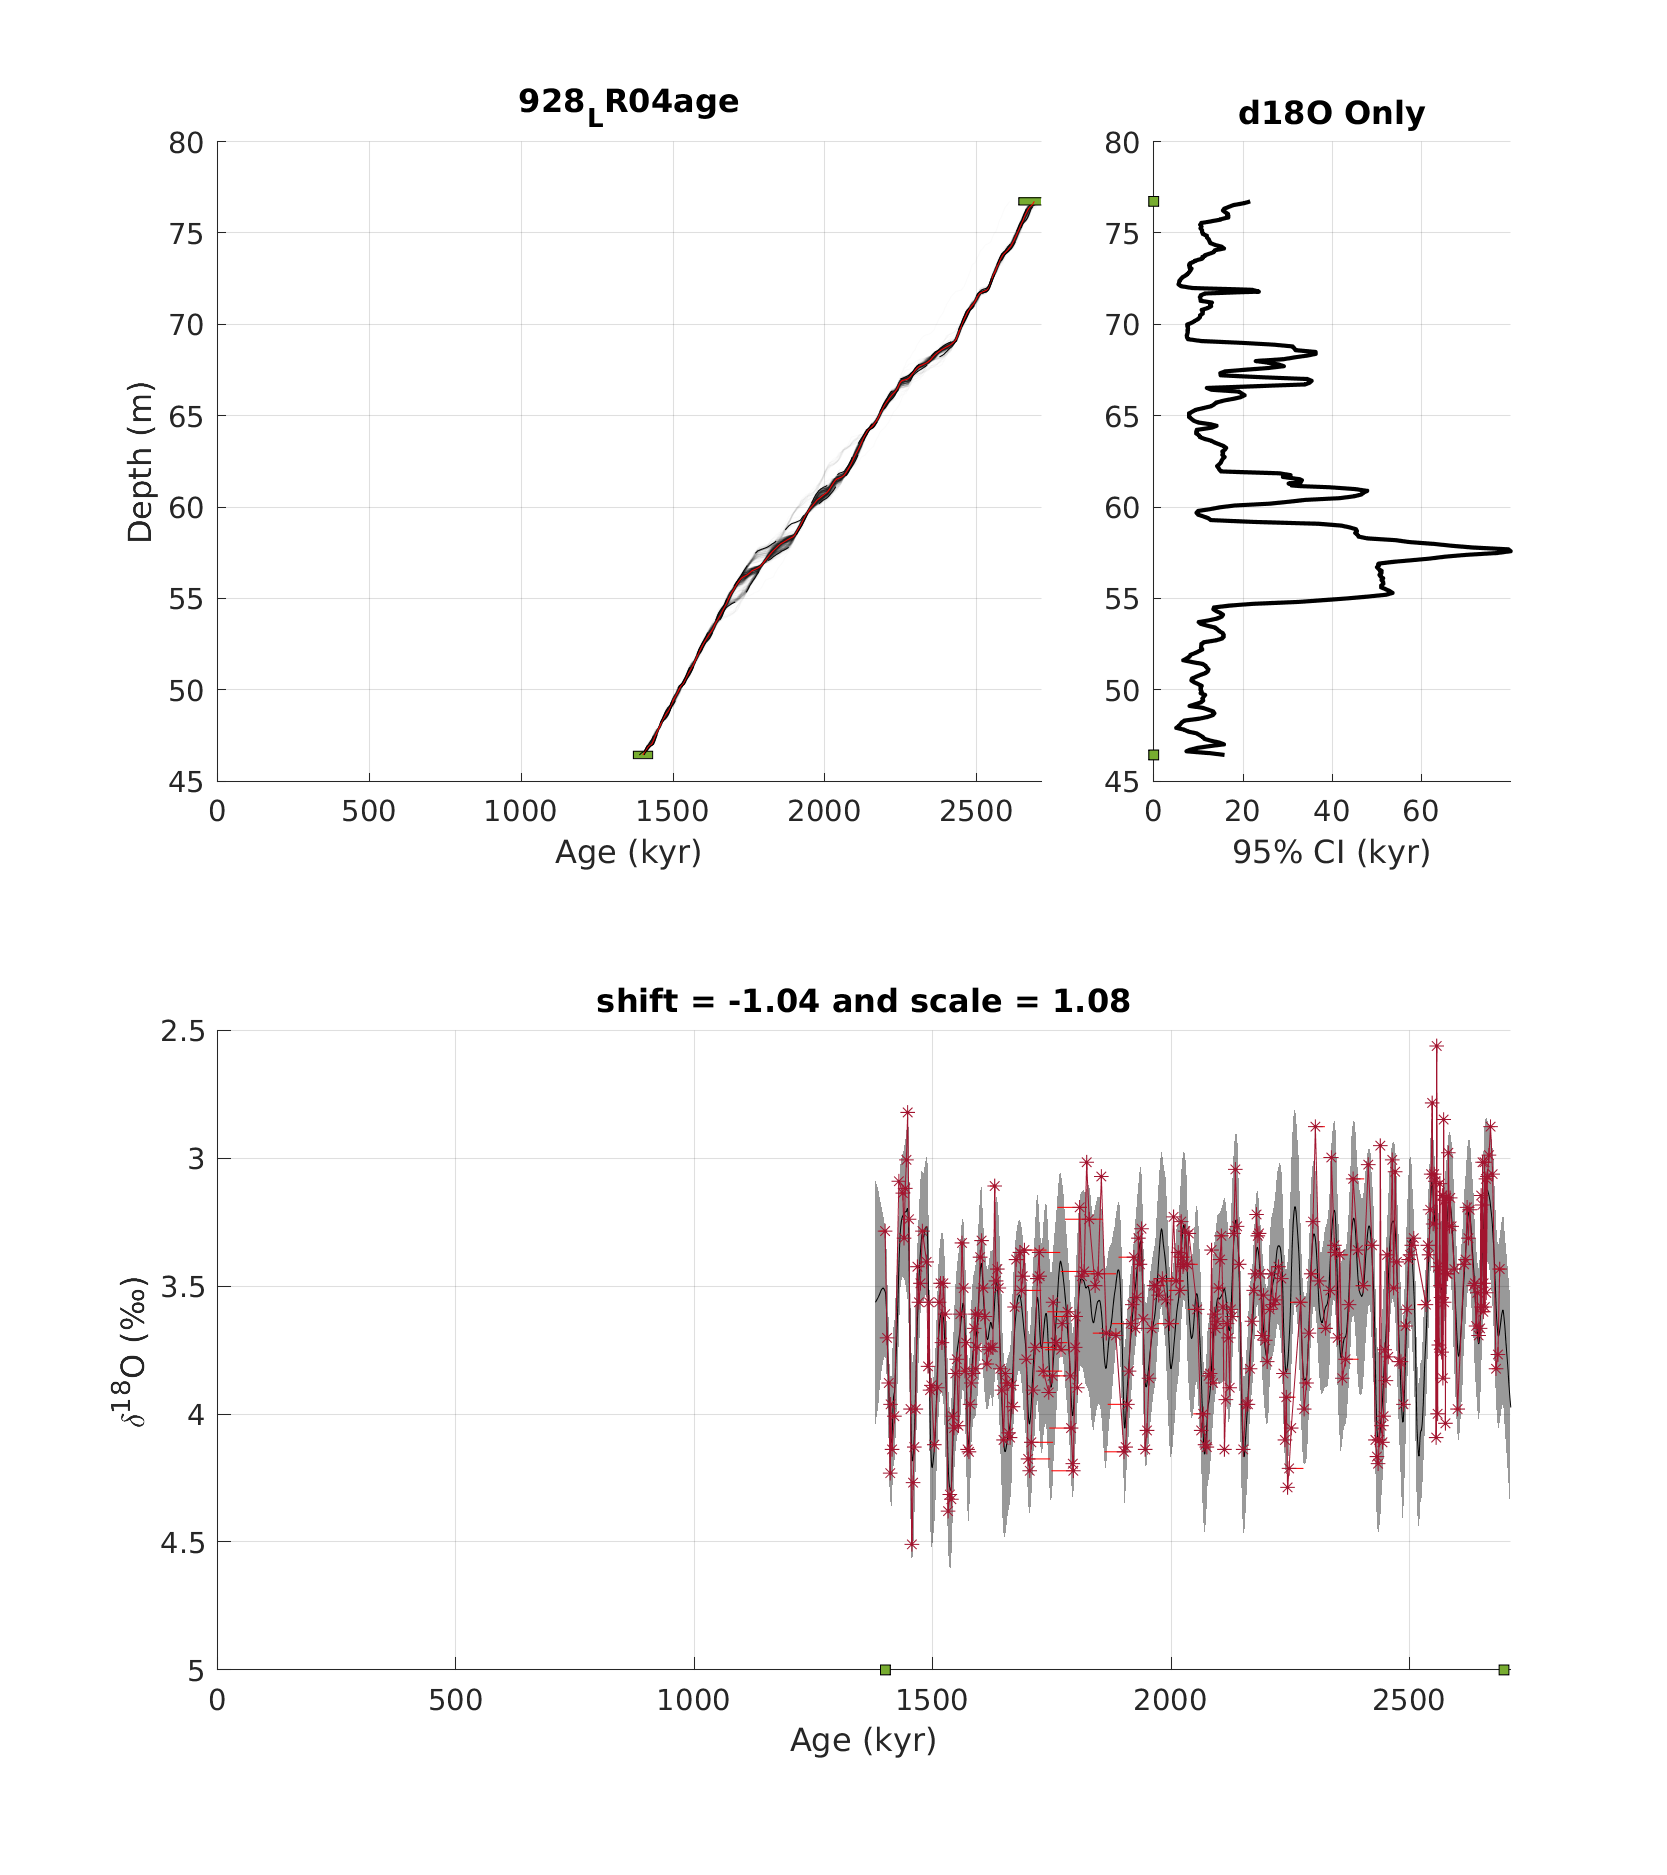 928LR04age
d18O Only
80
75
70
65
60
55
50
45
Depth (m)
0 500 1000 1500 2000 2500
Age (kyr)
80
75
70
65
60
55
50
45
0 20 40 60
95% CI (kyr)
shift = -1.04 and scale = 1.08
2.5
3
3.5
4
4.5
5
δ18O (‰)
0 500 1000 1500 2000 2500
Age (kyr)